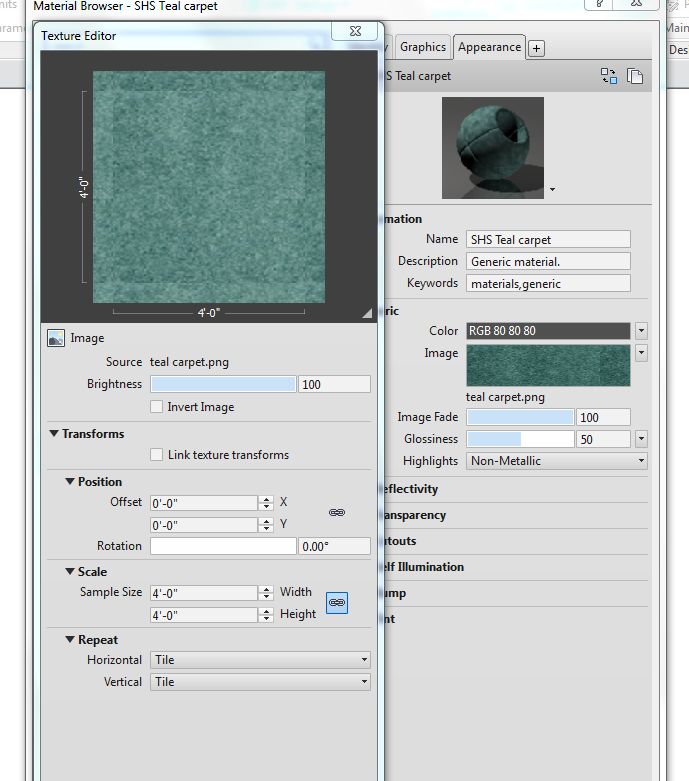 Material Browser - SHS Teal carpet
?
Texture Editor
Graphics
Appearance
+
S Teal carpet
4'-0"
4'-0"
mation
Name
SHS Teal carpet
Description
Generic material.
Keywords
materials,generic
ric
Color
RGB 80 80 80
Image
teal carpet.png
Image Fade
100
Glossiness
50
Highlights
Non-Metallic
eflectivity
ansparency
utouts
elf Illumination
ump
nt
Image
Source
teal carpet.png
Brightness
100
Invert Image
Transforms
Link texture transforms
Position
Offset
0'-0"
X
0'-0"
Y
Rotation
0.00°
Scale
Sample Size
4'-0"
Width
4'-0"
Height
Repeat
Horizontal
Tile
Vertical
Tile
Main
Des